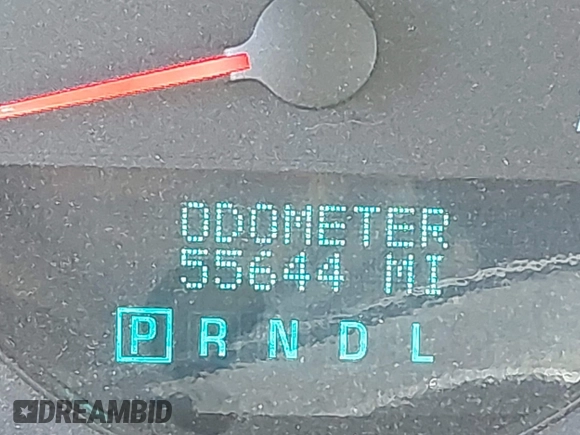 ODOMETER
55644 MI
P R N D L
DREAMBID